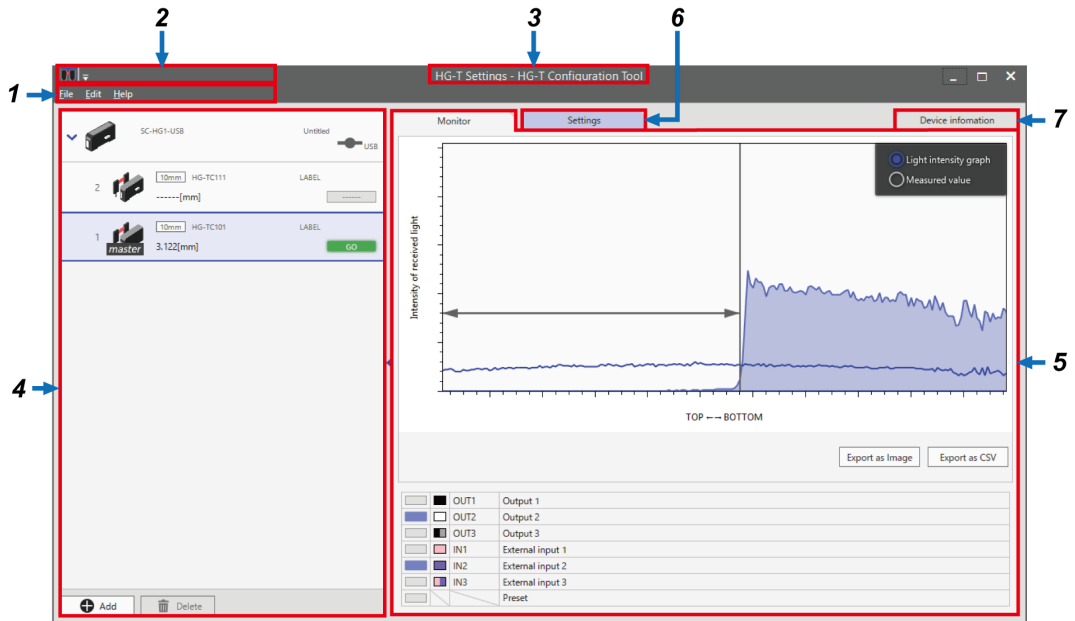 2
3
6
HG-T Settings - HG-T Configuration Tool
1
File Edit Help
SC-HG1-USB
Untitled
USB
Monitor
Settings
Device infomation
7
2
10mm HG-TC111
LABEL
------[mm]
------
1
master
10mm HG-TC101
LABEL
3.122[mm]
GO
Light intensity graph
Measured value
Intensity of received light
4
5
TOP ←→ BOTTOM
Export as Image
Export as CSV
OUT1 Output 1
OUT2 Output 2
OUT3 Output 3
IN1 External input 1
IN2 External input 2
IN3 External input 3
Preset
Add
Delete